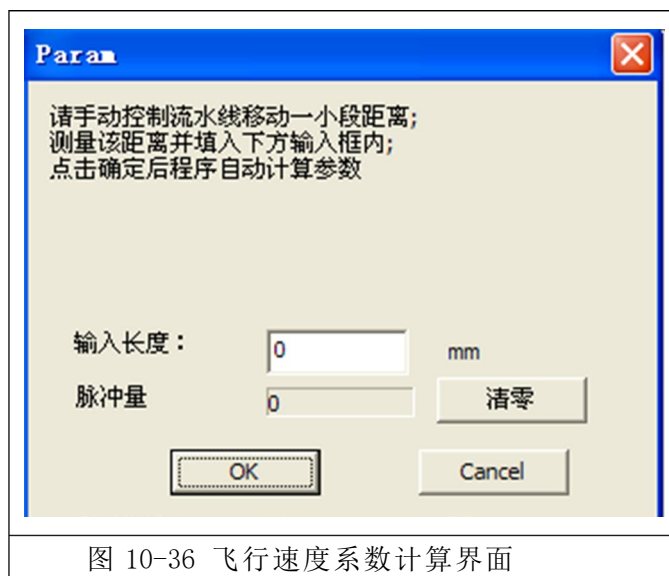 Param
请手动控制流水线移动一小段距离;
测量该距离并填入下方输入框内;
点击确定后程序自动计算参数
输入长度：
0
mm
脉冲量
0
清零
OK
Cancel
图 10-36 飞行速度系数计算界面